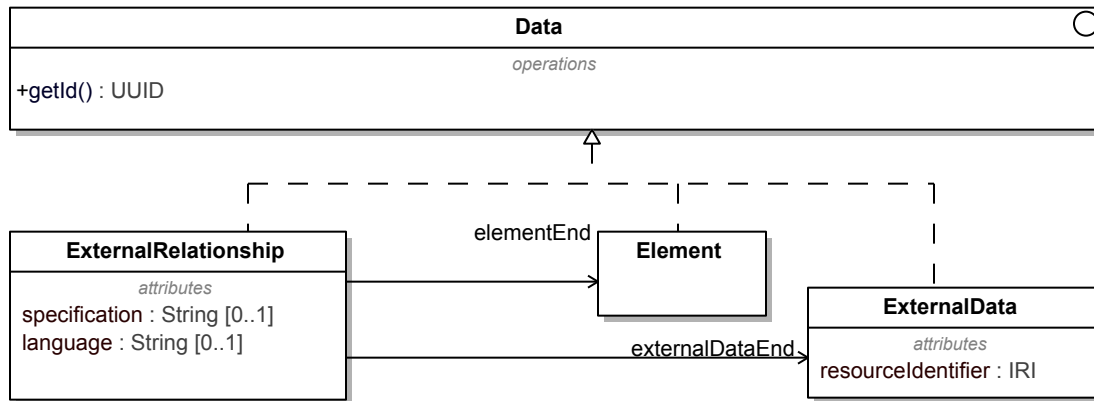 Data
operations
+getId() : UUID
elementEnd
ExternalRelationship
attributes
specification : String [0..1]
language : String [0..1]
Element
externalDataEnd
ExternalData
attributes
resourceIdentifier : IRI